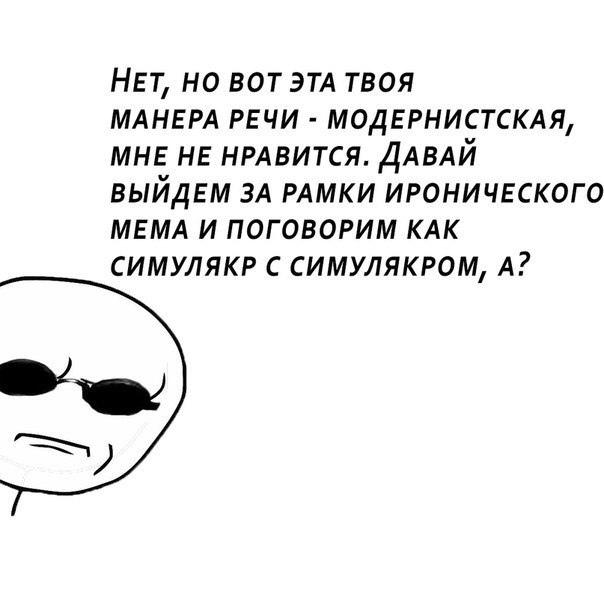 Нет, но вот эта твоя
манера речи - модернистская,
мне не нравится. Давай
выйдем за рамки иронического
мема и поговорим как
симулякр с симулякром, а?